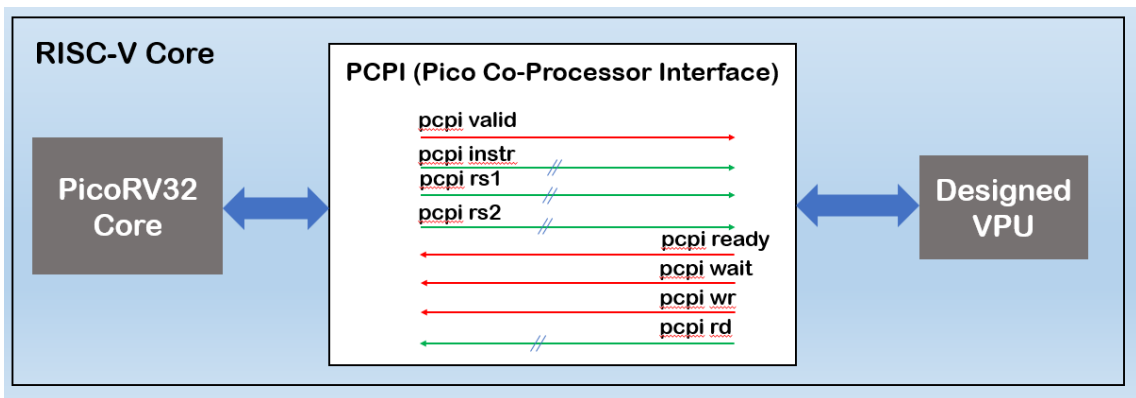 RISC-V Core
PCPI (Pico Co-Processor Interface)
PicoRV32
Core
pcpi valid
pcpi instr
pcpi rs1
pcpi rs2
pcpi ready
pcpi wait
pcpi wr
pcpi rd
Designed
VPU